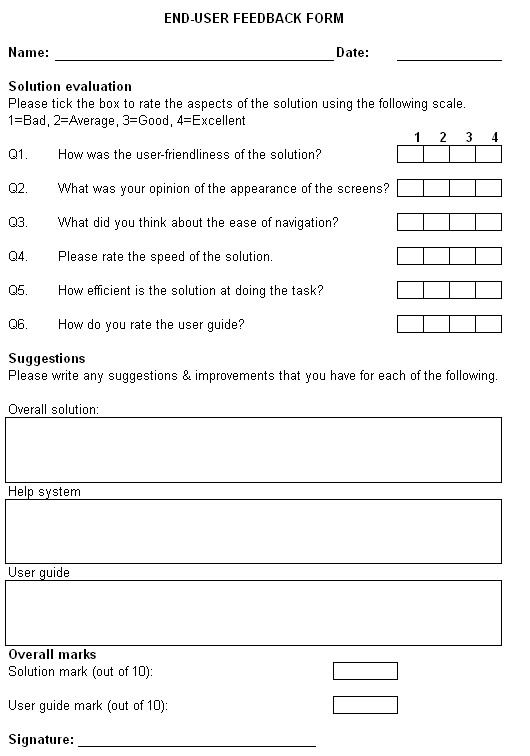 END-USER FEEDBACK FORM
Name: Date:
Solution evaluation
Please tick the box to rate the aspects of the solution using the following scale.
1=Bad, 2=Average, 3=Good, 4=Excellent
1 2 3 4
Q1. How was the user-friendliness of the solution?
Q2. What was your opinion of the appearance of the screens?
Q3. What did you think about the ease of navigation?
Q4. Please rate the speed of the solution.
Q5. How efficient is the solution at doing the task?
Q6. How do you rate the user guide?
Suggestions
Please write any suggestions & improvements that you have for each of the following.
Overall solution:
Help system
User guide
Overall marks
Solution mark (out of 10):
User guide mark (out of 10):
Signature: